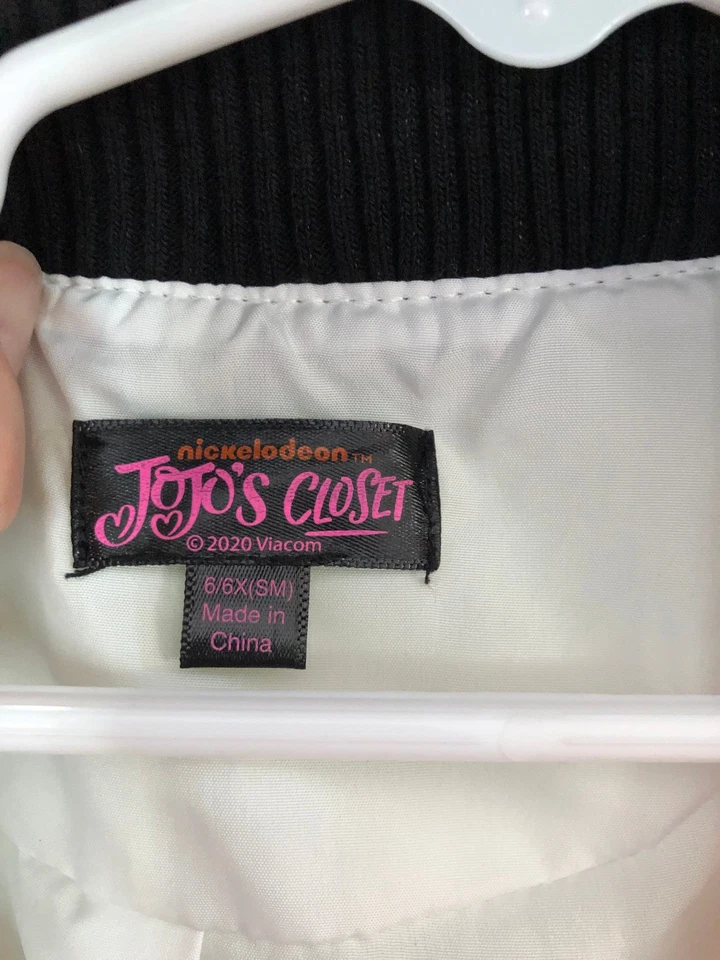 nickelodeon™
JoJo's CLOSET
© 2020 Viacom
6/6X(SM)
Made in
China